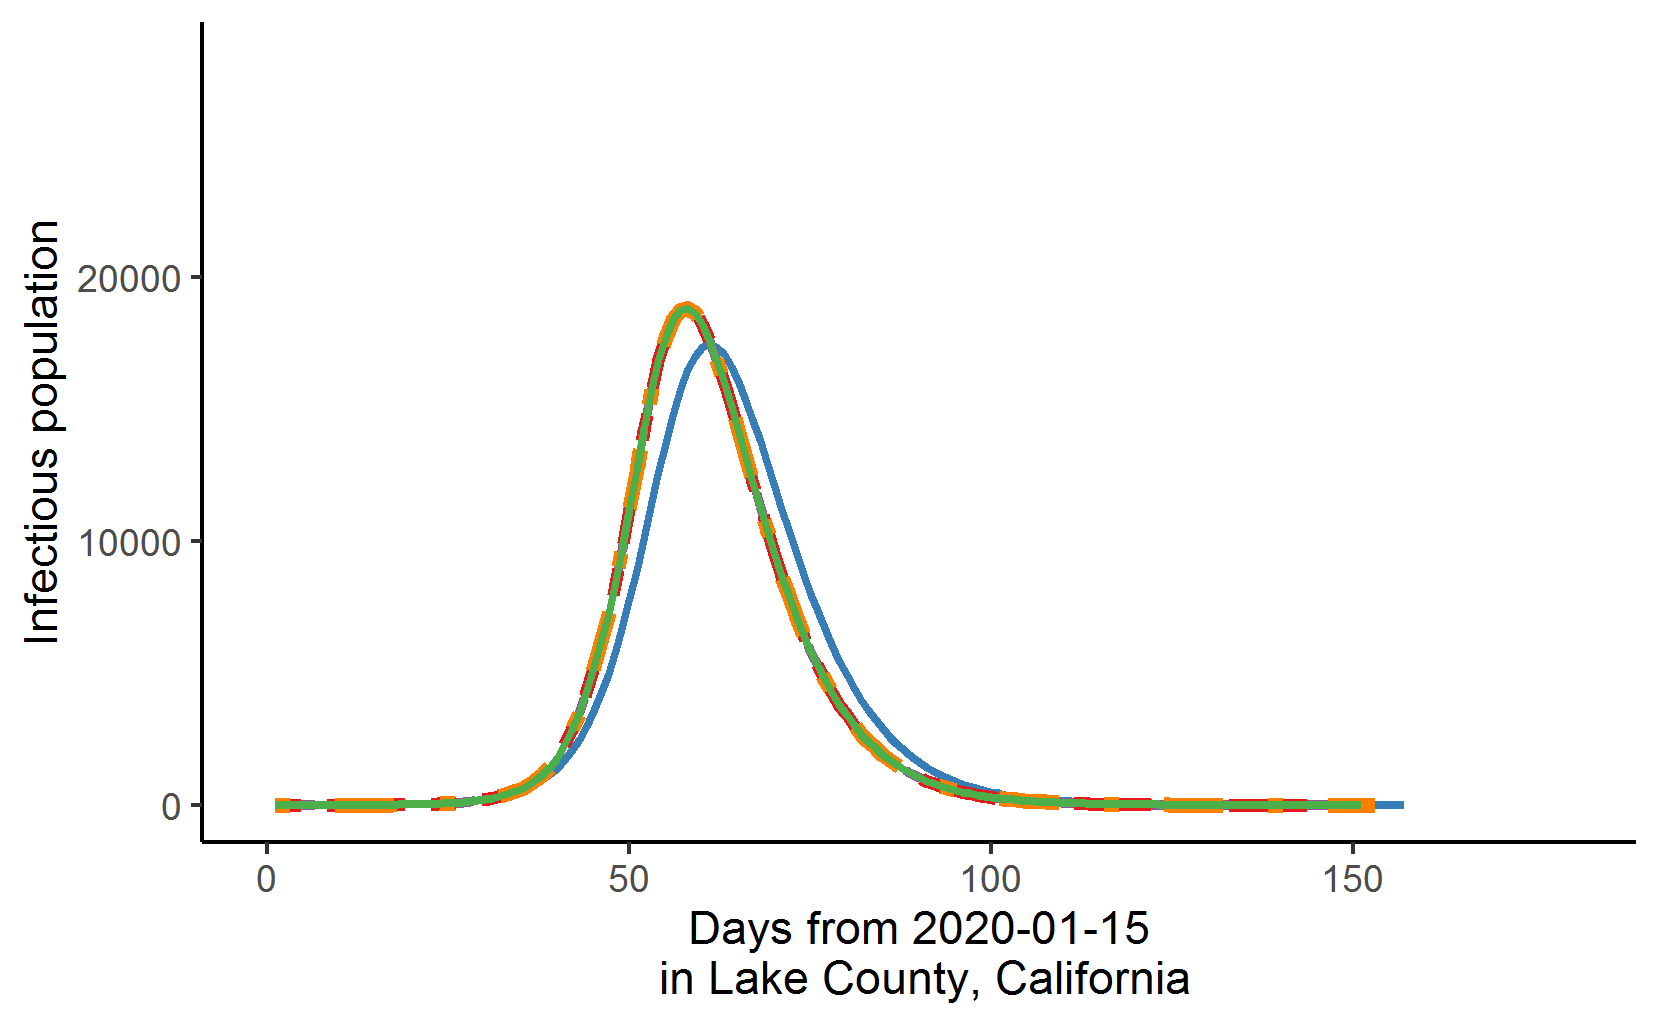 Infectious population
20000
10000
0
0 50 100 150
Days from 2020-01-15
in Lake County, California